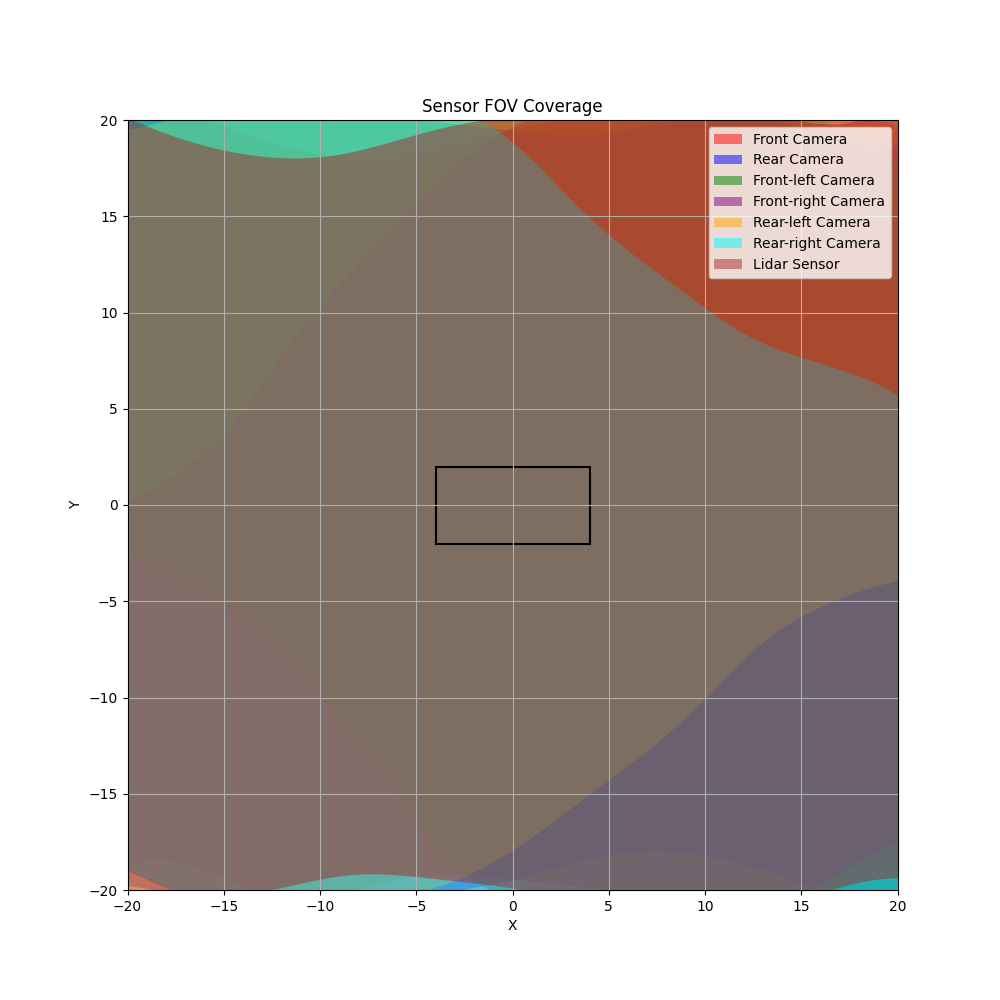 Sensor FOV Coverage
Front Camera
Rear Camera
Front-left Camera
Front-right Camera
Rear-left Camera
Rear-right Camera
Lidar Sensor
20
15
10
5
0
−5
−10
−15
−20
Y
−20 −15 −10 −5 0 5 10 15 20
X